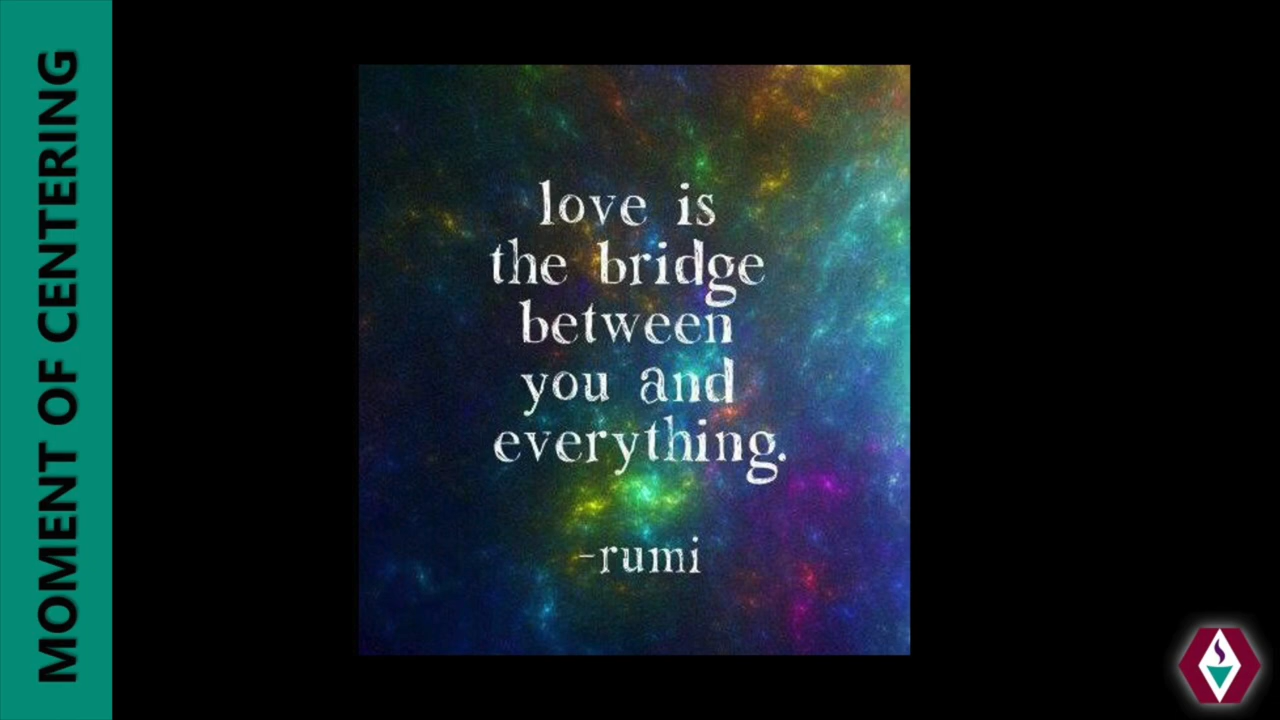 MOMENT OF CENTERING
love is
the bridge
between
you and
everything.
-rumi